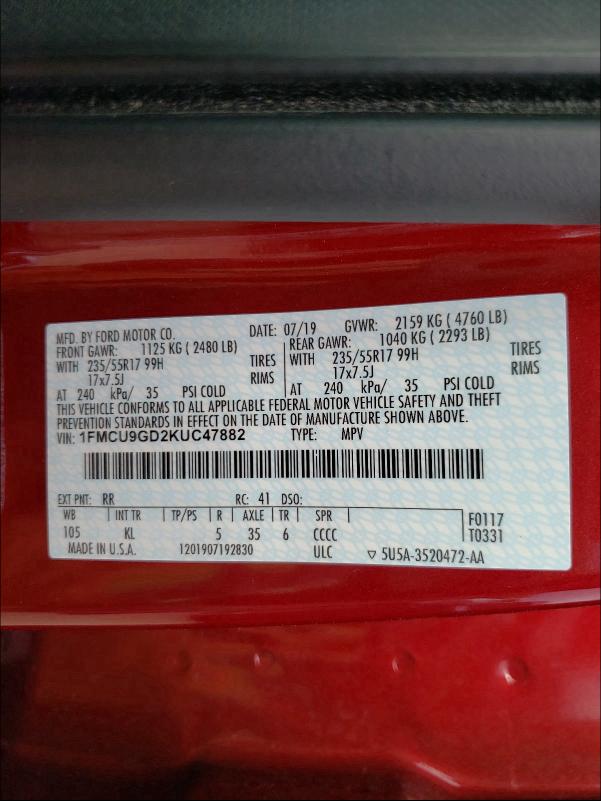 MFD. BY FORD MOTOR CO. DATE: 07/19 GVWR: 2159 KG ( 4760 LB)
FRONT GAWR: 1125 KG ( 2480 LB) REAR GAWR: 1040 KG ( 2293 LB)
WITH 235/55R17 99H TIRES WITH 235/55R17 99H TIRES
17x7.5J RIMS 17x7.5J RIMS
AT 240 kPa/ 35 PSI COLD AT 240 kPa/ 35 PSI COLD
THIS VEHICLE CONFORMS TO ALL APPLICABLE FEDERAL MOTOR VEHICLE SAFETY AND THEFT
PREVENTION STANDARDS IN EFFECT ON THE DATE OF MANUFACTURE SHOWN ABOVE.
VIN: 1FMCU9GD2KUC47882 TYPE: MPV
EXT PNT: RR RC: 41 DSO:
WB INT TR TP/PS R AXLE TR SPR F0117
105 KL 5 35 6 CCCC T0331
MADE IN U.S.A. 1201907192830 ULC ▽ 5U5A-3520472-AA